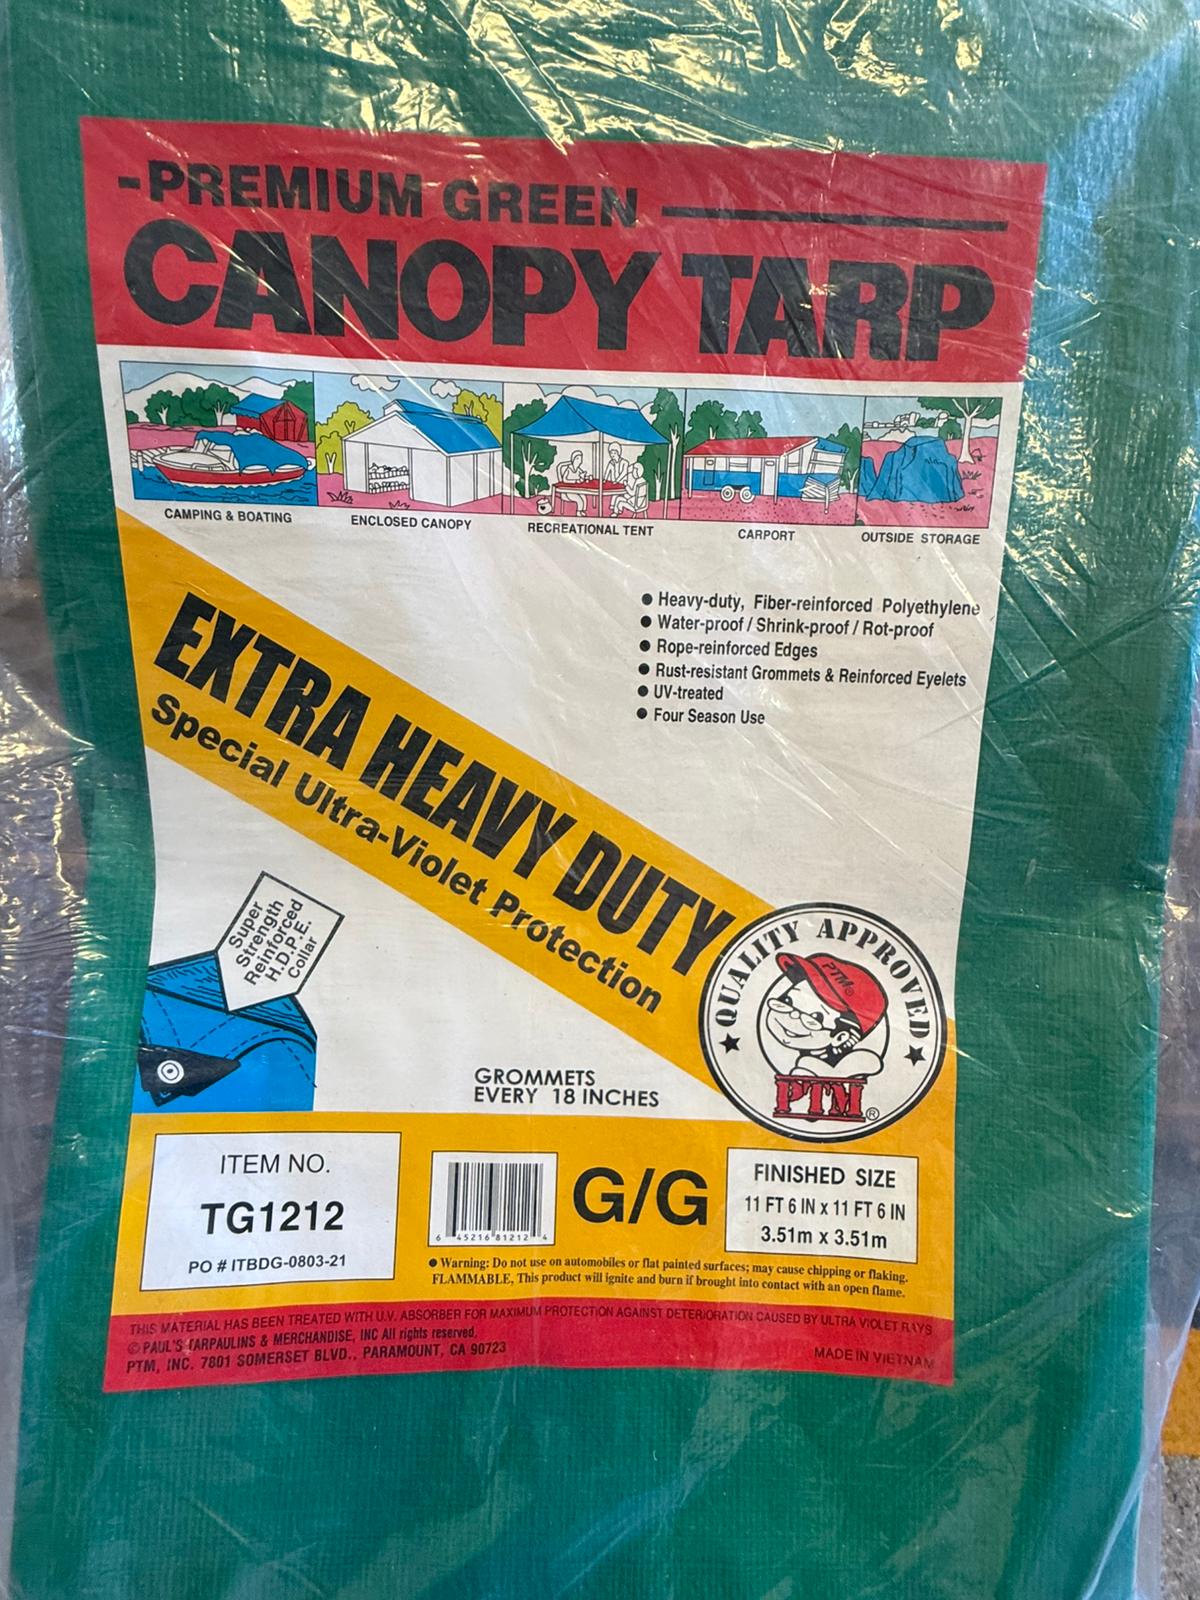 -PREMIUM GREEN
CANOPY TARP
CAMPING & BOATING
ENCLOSED CANOPY
RECREATIONAL TENT
CARPORT
OUTSIDE STORAGE
● Heavy-duty, Fiber-reinforced Polyethylene
● Water-proof / Shrink-proof / Rot-proof
● Rope-reinforced Edges
● Rust-resistant Grommets & Reinforced Eyelets
● UV-treated
● Four Season Use
EXTRA HEAVY DUTY
Special Ultra-Violet Protection
Super
Strength
Reinforced
H.D.P.E.
Collar
GROMMETS
EVERY 18 INCHES
★ QUALITY APPROVED ★
PTM®
PTM®
ITEM NO.
TG1212
PO # ITBDG-0803-21
6 45216 81212 4
G/G
FINISHED SIZE
11 FT 6 IN x 11 FT 6 IN
3.51m x 3.51m
● Warning: Do not use on automobiles or flat painted surfaces; may cause chipping or flaking.
FLAMMABLE, This product will ignite and burn if brought into contact with an open flame.
THIS MATERIAL HAS BEEN TREATED WITH U.V. ABSORBER FOR MAXIMUM PROTECTION AGAINST DETERIORATION CAUSED BY ULTRA VIOLET RAYS
© PAUL'S TARPAULINS & MERCHANDISE, INC All rights reserved.
PTM, INC. 7801 SOMERSET BLVD., PARAMOUNT, CA 90723
MADE IN VIETNAM